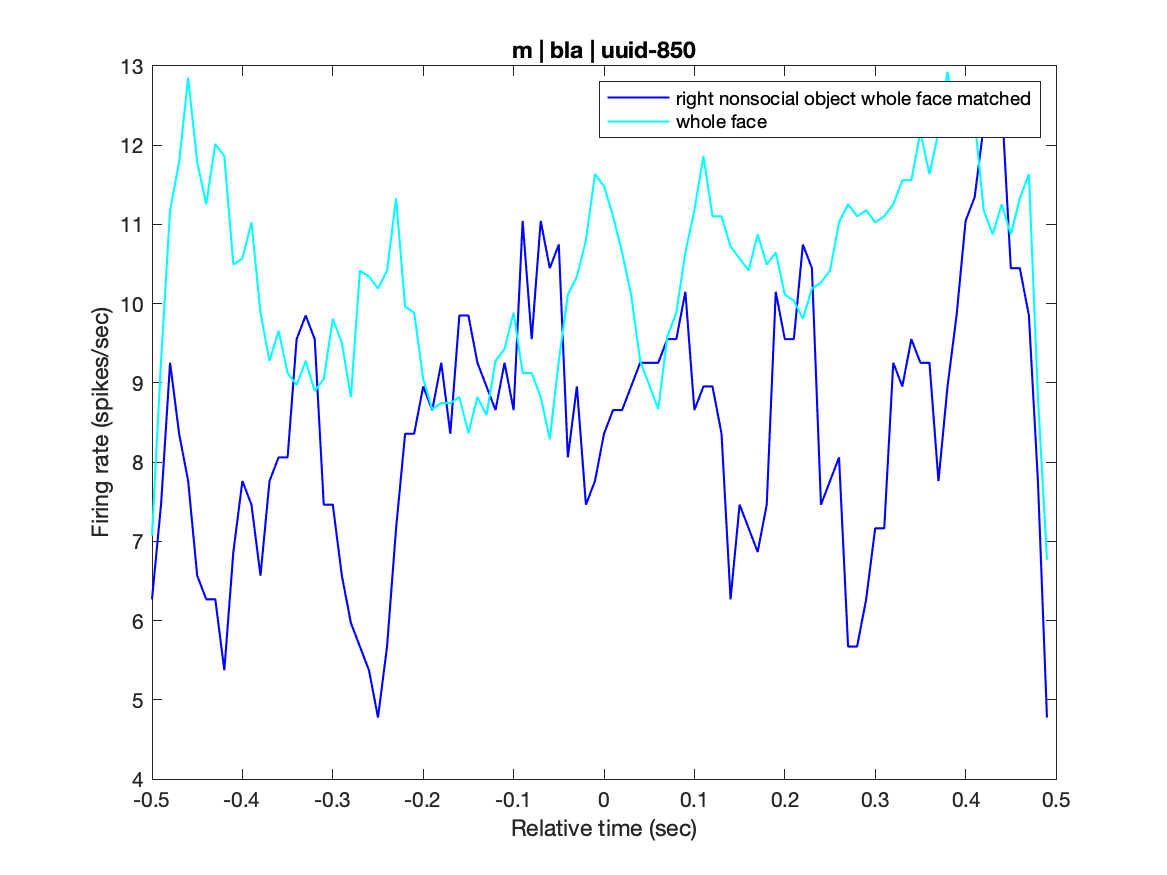 m | bla | uuid-850
right nonsocial object whole face matched
whole face
13
12
11
10
9
8
7
6
5
4
Firing rate (spikes/sec)
-0.5 -0.4 -0.3 -0.2 -0.1 0 0.1 0.2 0.3 0.4 0.5
Relative time (sec)